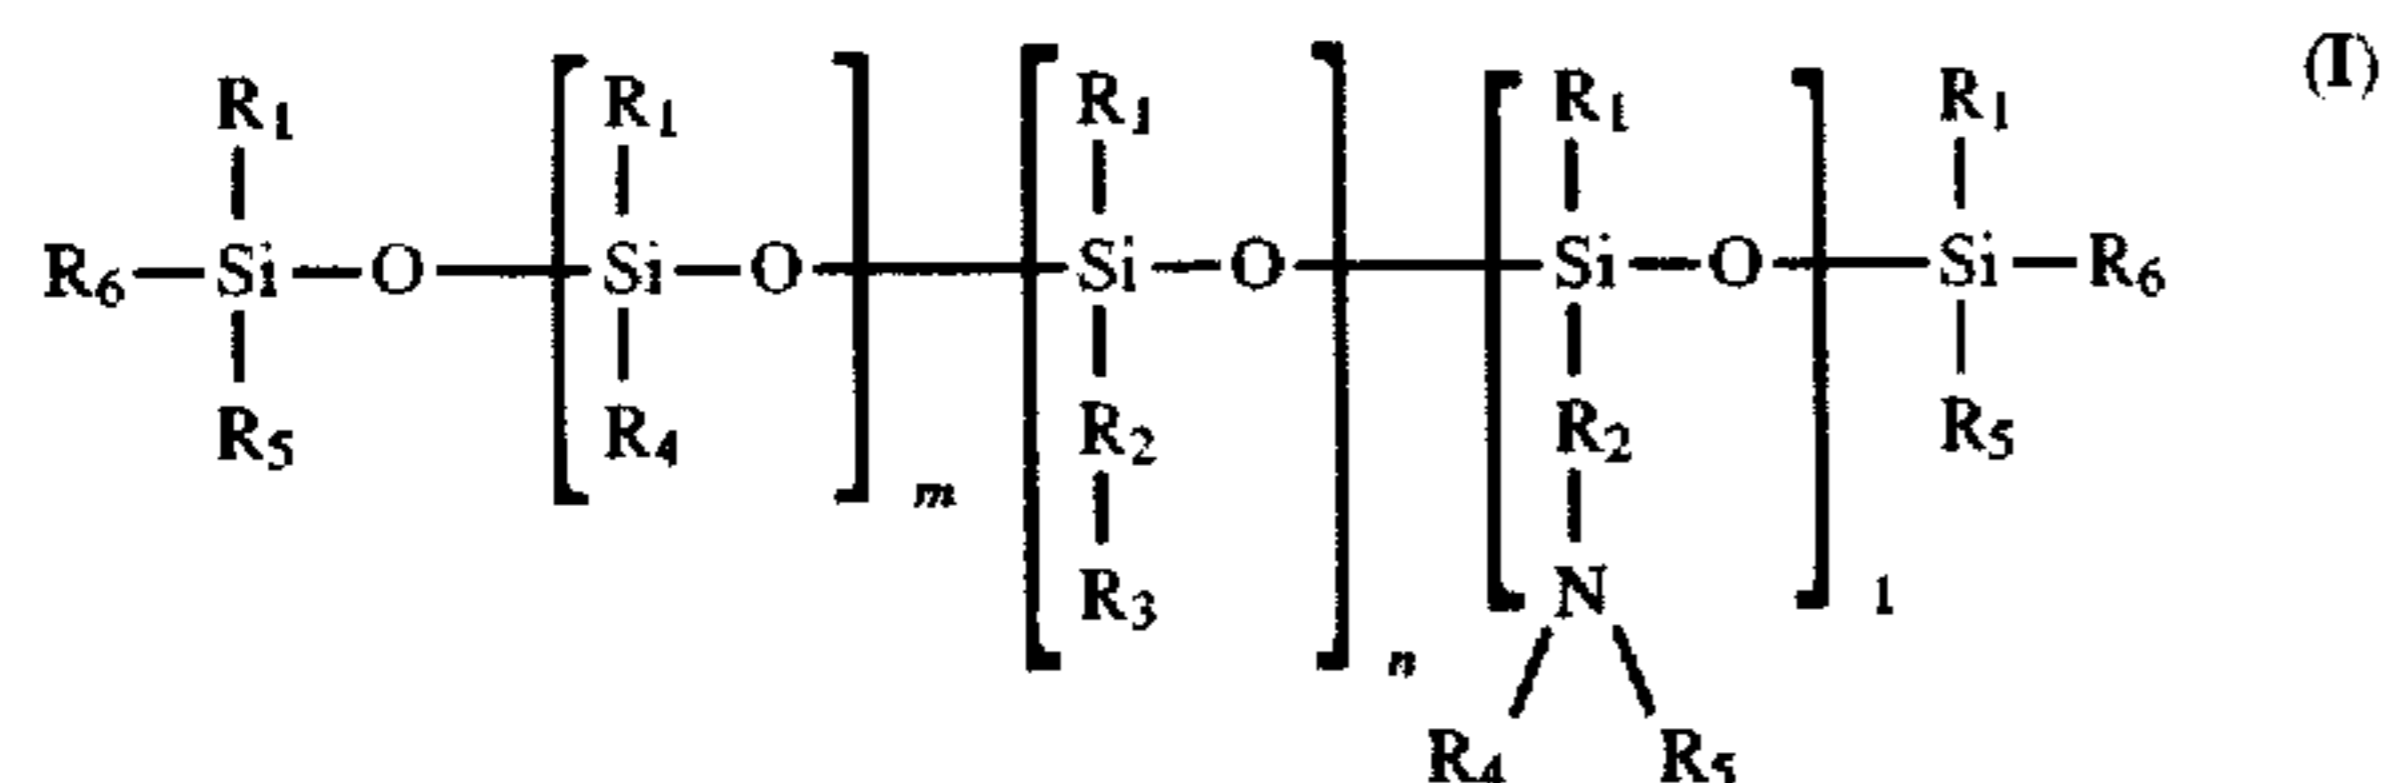 (I)
R1 R1 R1 R1 R1
R6—Si—O—[Si—O]m—[Si—O]n—[Si—O]1—Si—R6
R5 R4 R2 R2 R5
R3 N
R4 R5